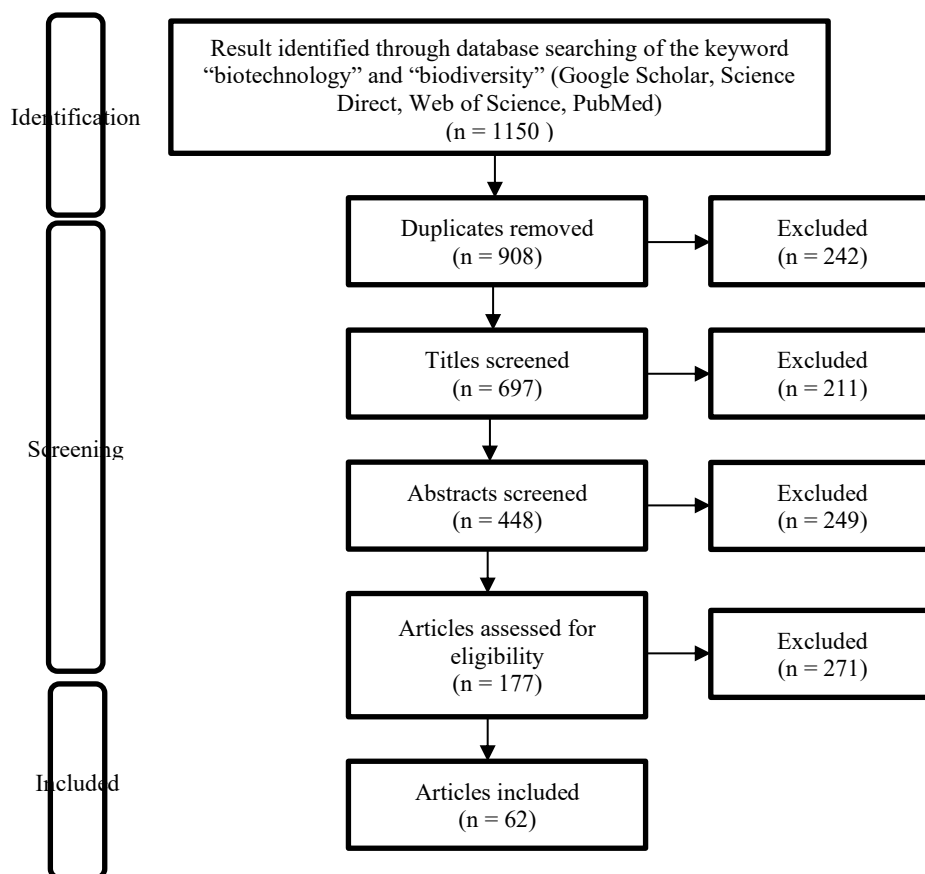 Identification
Result identified through database searching of the keyword
“biotechnology” and “biodiversity” (Google Scholar, Science
Direct, Web of Science, PubMed)
(n = 1150 )
Duplicates removed
(n = 908)
Excluded
(n = 242)
Screening
Titles screened
(n = 697)
Excluded
(n = 211)
Abstracts screened
(n = 448)
Excluded
(n = 249)
Articles assessed for
eligibility
(n = 177)
Excluded
(n = 271)
Included
Articles included
(n = 62)